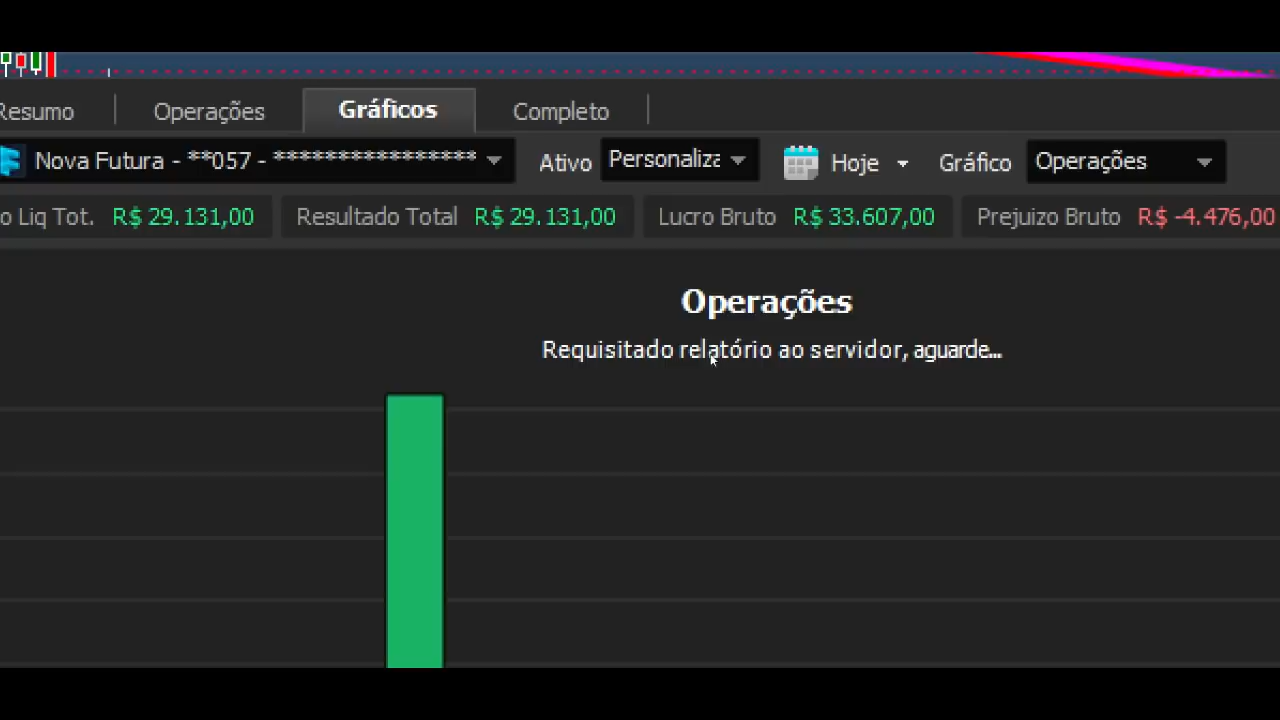 Resumo Operações Gráficos Completo
Nova Futura - **057 - ***************** Ativo Personaliza Hoje Gráfico Operações
o Liq Tot. R$ 29.131,00 Resultado Total R$ 29.131,00 Lucro Bruto R$ 33.607,00 Prejuizo Bruto R$ -4.476,00
Operações
Requisitado relatório ao servidor, aguarde...